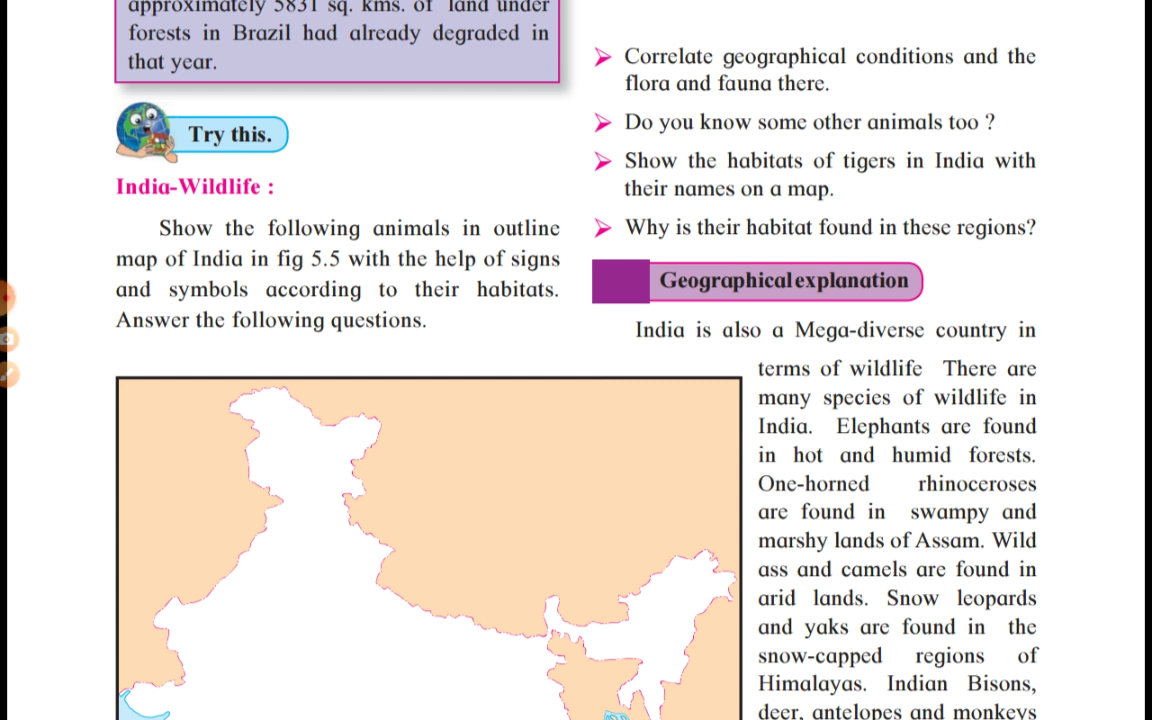 approximately 5831 sq. kms. of land under
forests in Brazil had already degraded in
that year.
Try this.
India-Wildlife :
Show the following animals in outline
map of India in fig 5.5 with the help of signs
and symbols according to their habitats.
Answer the following questions.
➢ Correlate geographical conditions and the
flora and fauna there.
➢ Do you know some other animals too ?
➢ Show the habitats of tigers in India with
their names on a map.
➢ Why is their habitat found in these regions?
Geographical explanation
India is also a Mega-diverse country in
terms of wildlife There are
many species of wildlife in
India. Elephants are found
in hot and humid forests.
One-horned rhinoceroses
are found in swampy and
marshy lands of Assam. Wild
ass and camels are found in
arid lands. Snow leopards
and yaks are found in the
snow-capped regions of
Himalayas. Indian Bisons,
deer, antelopes and monkeys